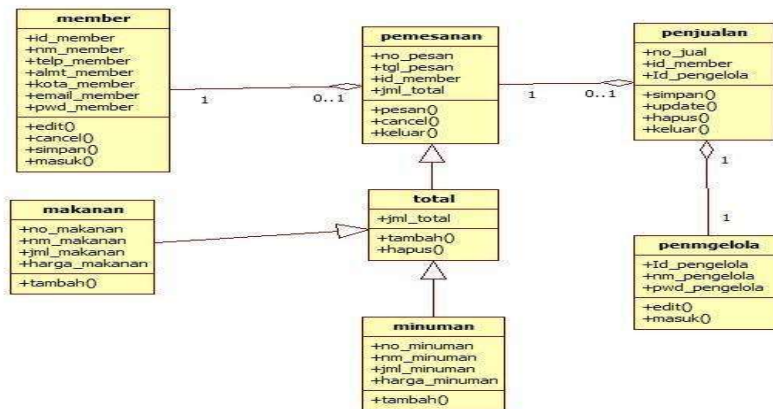 member
+id_member
+nm_member
+telp_member
+almt_member
+kota_member
+email_member
+pwd_member
+edit()
+cancel()
+simpan()
+masuk()
1
0..1
pemesanan
+no_pesan
+tgl_pesan
+id_member
+jml_total
+pesan()
+cancel()
+keluar()
1
0..1
penjualan
+no_jual
+id_member
+Id_pengelola
+simpan()
+update()
+hapus()
+keluar()
1
1
makanan
+no_makanan
+nm_makanan
+jml_makanan
+harga_makanan
+tambah()
total
+jml_total
+tambah()
+hapus()
penmgelola
+Id_pengelola
+nm_pengelola
+pwd_pengelola
+edit()
+masuk()
minuman
+no_minuman
+nm_minuman
+jml_minuman
+harga_minuman
+tambah()